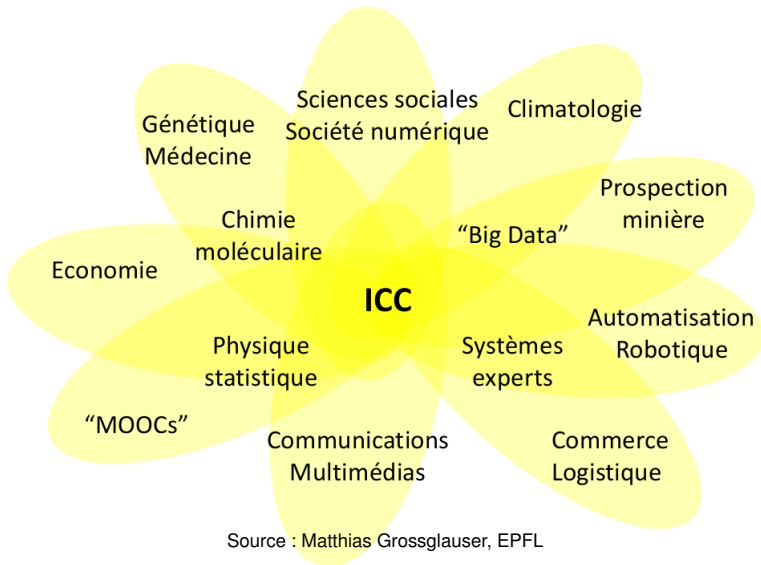 Sciences sociales
Société numérique
Climatologie
Génétique
Médecine
Prospection
minière
Chimie
moléculaire
“Big Data”
Economie
ICC
Automatisation
Robotique
Physique
statistique
Systèmes
experts
“MOOCs”
Communications
Multimédias
Commerce
Logistique
Source : Matthias Grossglauser, EPFL